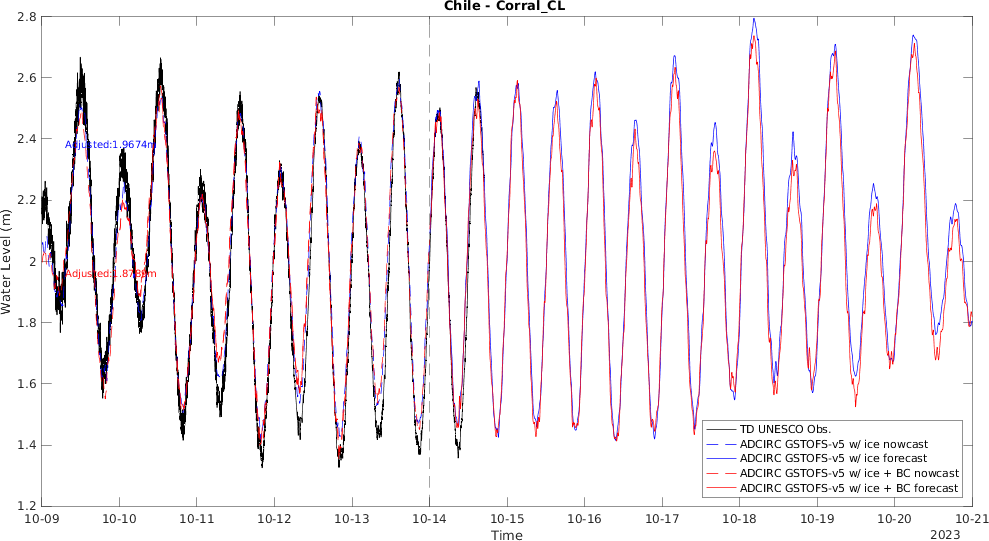 Chile - Corral_CL
2.8
2.6
2.4
2.2
2
1.8
1.6
1.4
1.2
Water Level (m)
Adjusted:1.9674m
Adjusted:1.8786m
TD UNESCO Obs.
ADCIRC GSTOFS-v5 w/ ice nowcast
ADCIRC GSTOFS-v5 w/ ice forecast
ADCIRC GSTOFS-v5 w/ ice + BC nowcast
ADCIRC GSTOFS-v5 w/ ice + BC forecast
10-09 10-10 10-11 10-12 10-13 10-14 10-15 10-16 10-17 10-18 10-19 10-20 10-21
Time
2023